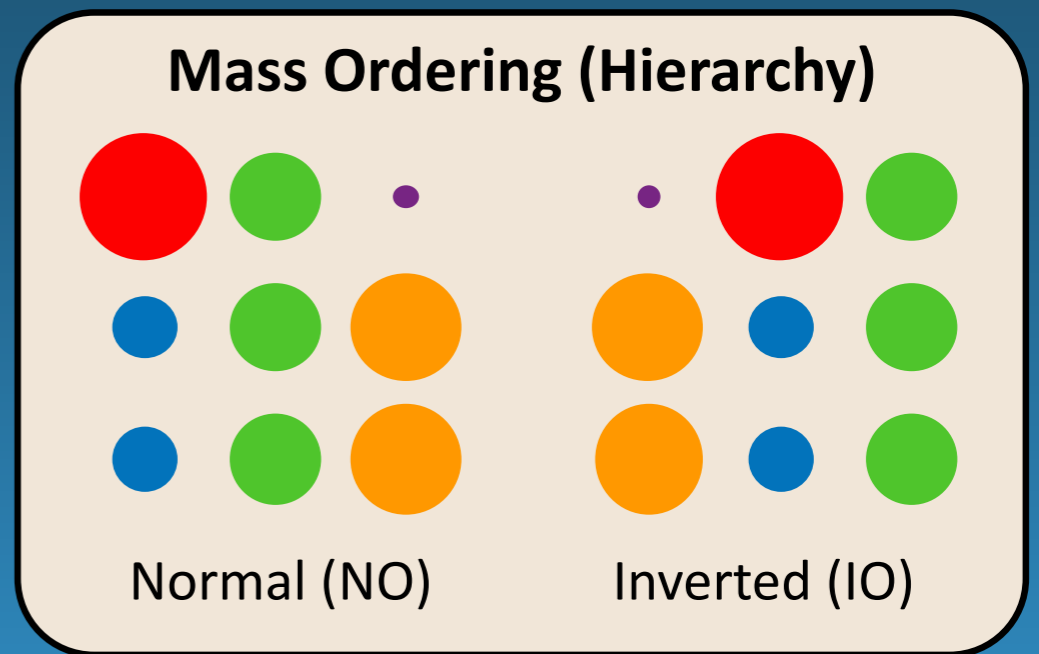 Mass Ordering (Hierarchy)
Normal (NO)
Inverted (IO)